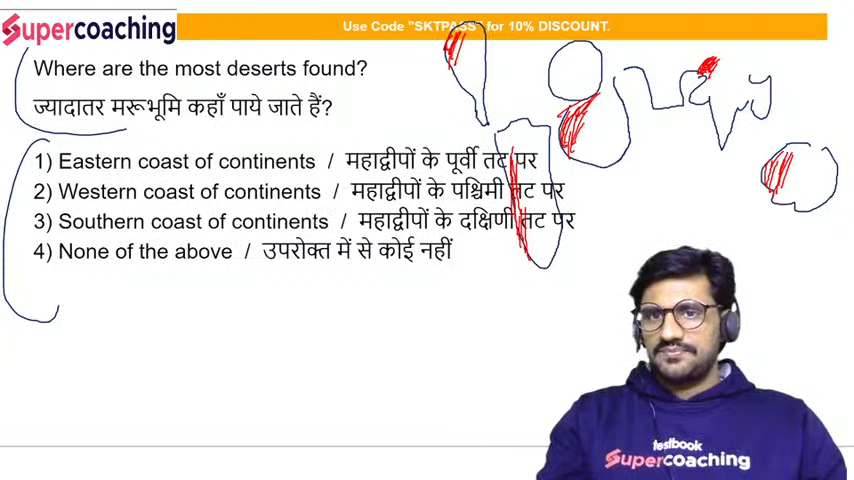 Supercoaching
Use Code "SKTPASS" for 10% DISCOUNT.
Where are the most deserts found?
ज्यादातर मरूभूमि कहाँ पाये जाते हैं?
1) Eastern coast of continents / महाद्वीपों के पूर्वी तट पर
2) Western coast of continents / महाद्वीपों के पश्चिमी तट पर
3) Southern coast of continents / महाद्वीपों के दक्षिणी तट पर
4) None of the above / उपरोक्त में से कोई नहीं
testbook
Supercoaching